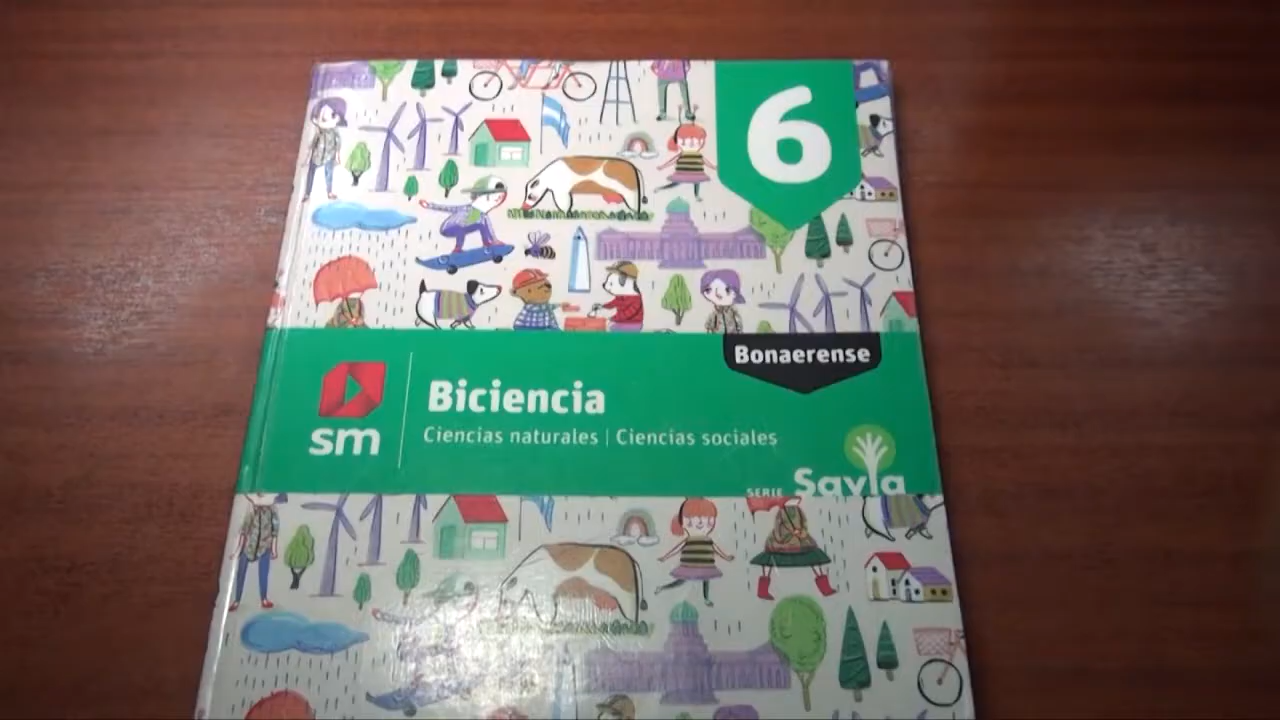 6
Bonaerense
sm
Biciencia
Ciencias naturales | Ciencias sociales
SERIE Savia